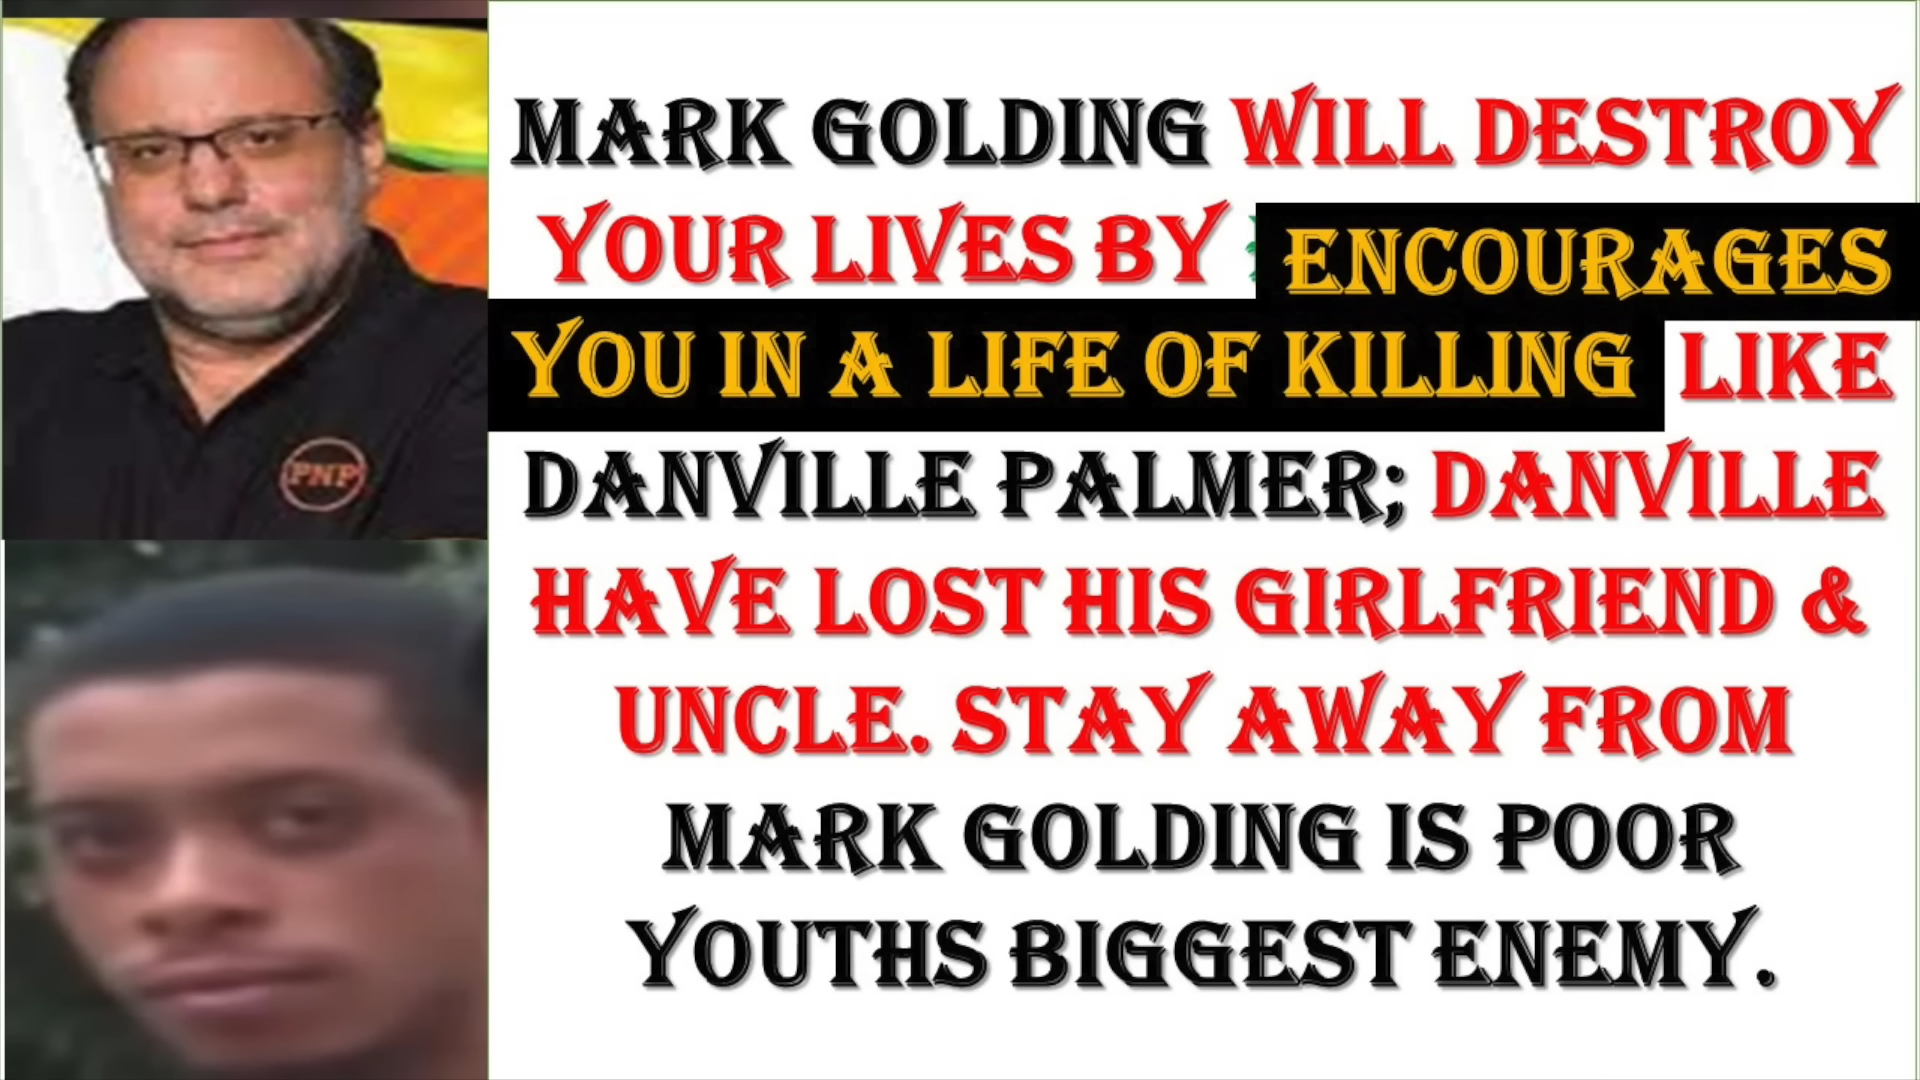 MARK GOLDING WILL DESTROY
YOUR LIVES BY ENCOURAGES
YOU IN A LIFE OF KILLING LIKE
DANVILLE PALMER; DANVILLE
HAVE LOST HIS GIRLFRIEND &
UNCLE. STAY AWAY FROM
MARK GOLDING IS POOR
YOUTHS BIGGEST ENEMY.
PNP